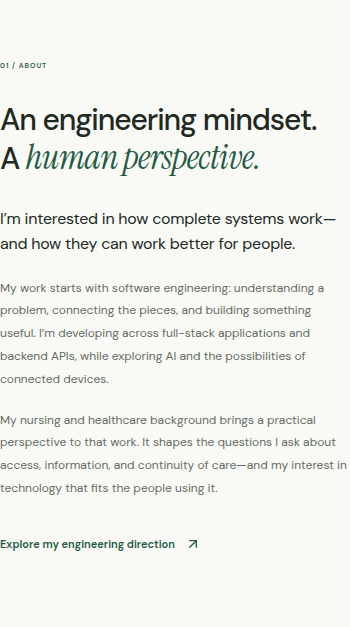 01 / ABOUT
An engineering mindset.
A human perspective.
I'm interested in how complete systems work—
and how they can work better for people.
My work starts with software engineering: understanding a
problem, connecting the pieces, and building something
useful. I'm developing across full-stack applications and
backend APIs, while exploring AI and the possibilities of
connected devices.
My nursing and healthcare background brings a practical
perspective to that work. It shapes the questions I ask about
access, information, and continuity of care—and my interest in
technology that fits the people using it.
Explore my engineering direction